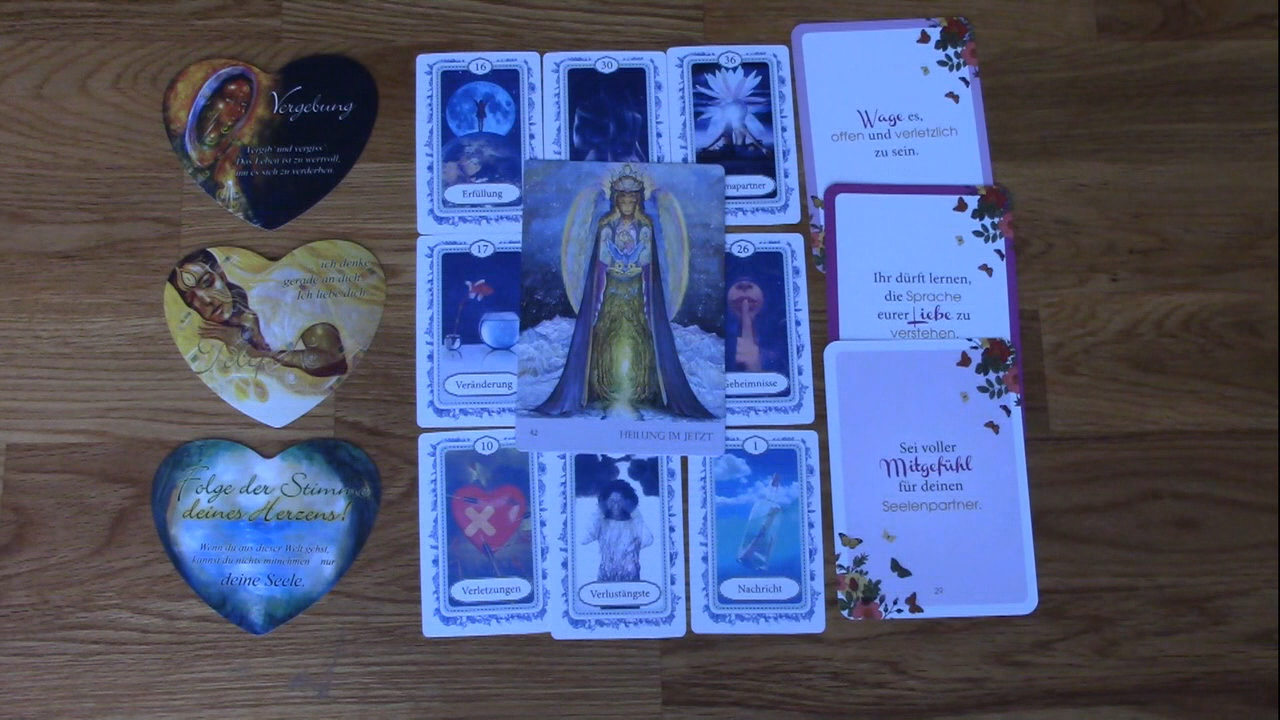 Vergebung
Vergib' und vergiss'.
Das Leben ist zu wertvoll,
um es sich zu verderben.
ich denke
gerade an dich.
Ich liebe dich.
Folge der Stimme
deines Herzens!
Wenn du aus dieser Welt gehst,
kannst du nichts mitnehmen nur
deine Seele.
16
Erfüllung
30
36
mapartner
17
Veränderung
26
Geheimnisse
42
HEILUNG IM JETZT
10
Verletzungen
Verlustängste
1
Nachricht
Wage es,
offen und verletzlich
zu sein.
Ihr dürft lernen,
die Sprache
eurer Liebe zu
verstehen.
Sei voller
Mitgefühl
für deinen
Seelenpartner.
29